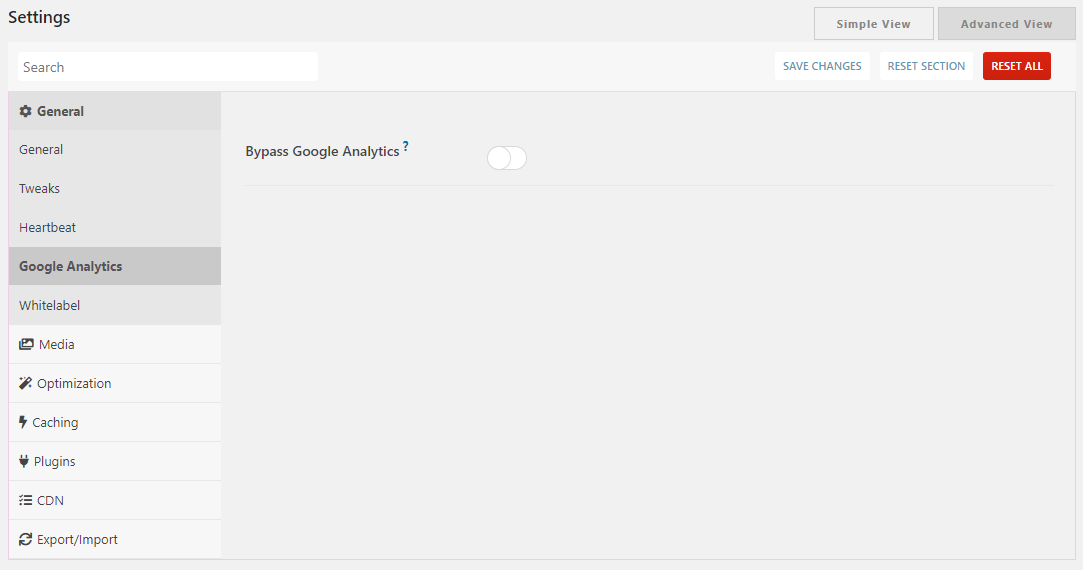 Settings
Simple View
Advanced View
Search
SAVE CHANGES
RESET SECTION
RESET ALL
General
General
Tweaks
Heartbeat
Google Analytics
Whitelabel
Media
Optimization
Caching
Plugins
CDN
Export/Import
Bypass Google Analytics ?